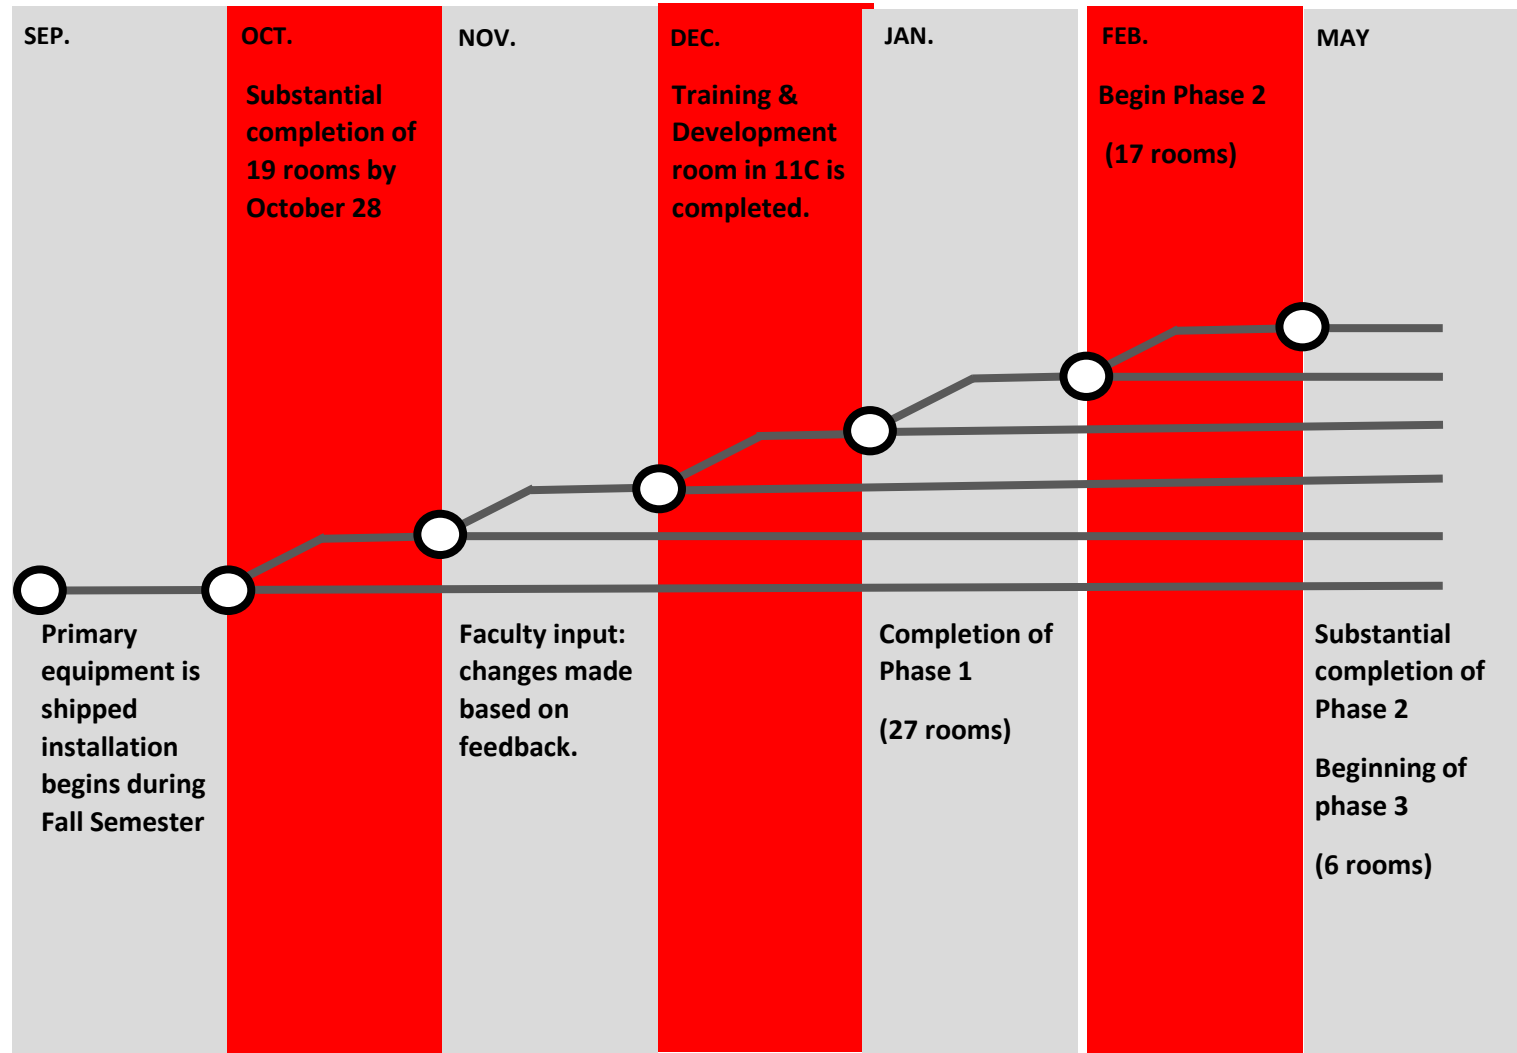 SEP.
Primary
equipment is
shipped
installation
begins during
Fall Semester
OCT.
Substantial
completion of
19 rooms by
October 28
NOV.
Faculty input:
changes made
based on
feedback.
DEC.
Training &
Development
room in 11C is
completed.
JAN.
Completion of
Phase 1
(27 rooms)
FEB.
Begin Phase 2
(17 rooms)
MAY
Substantial
completion of
Phase 2
Beginning of
phase 3
(6 rooms)